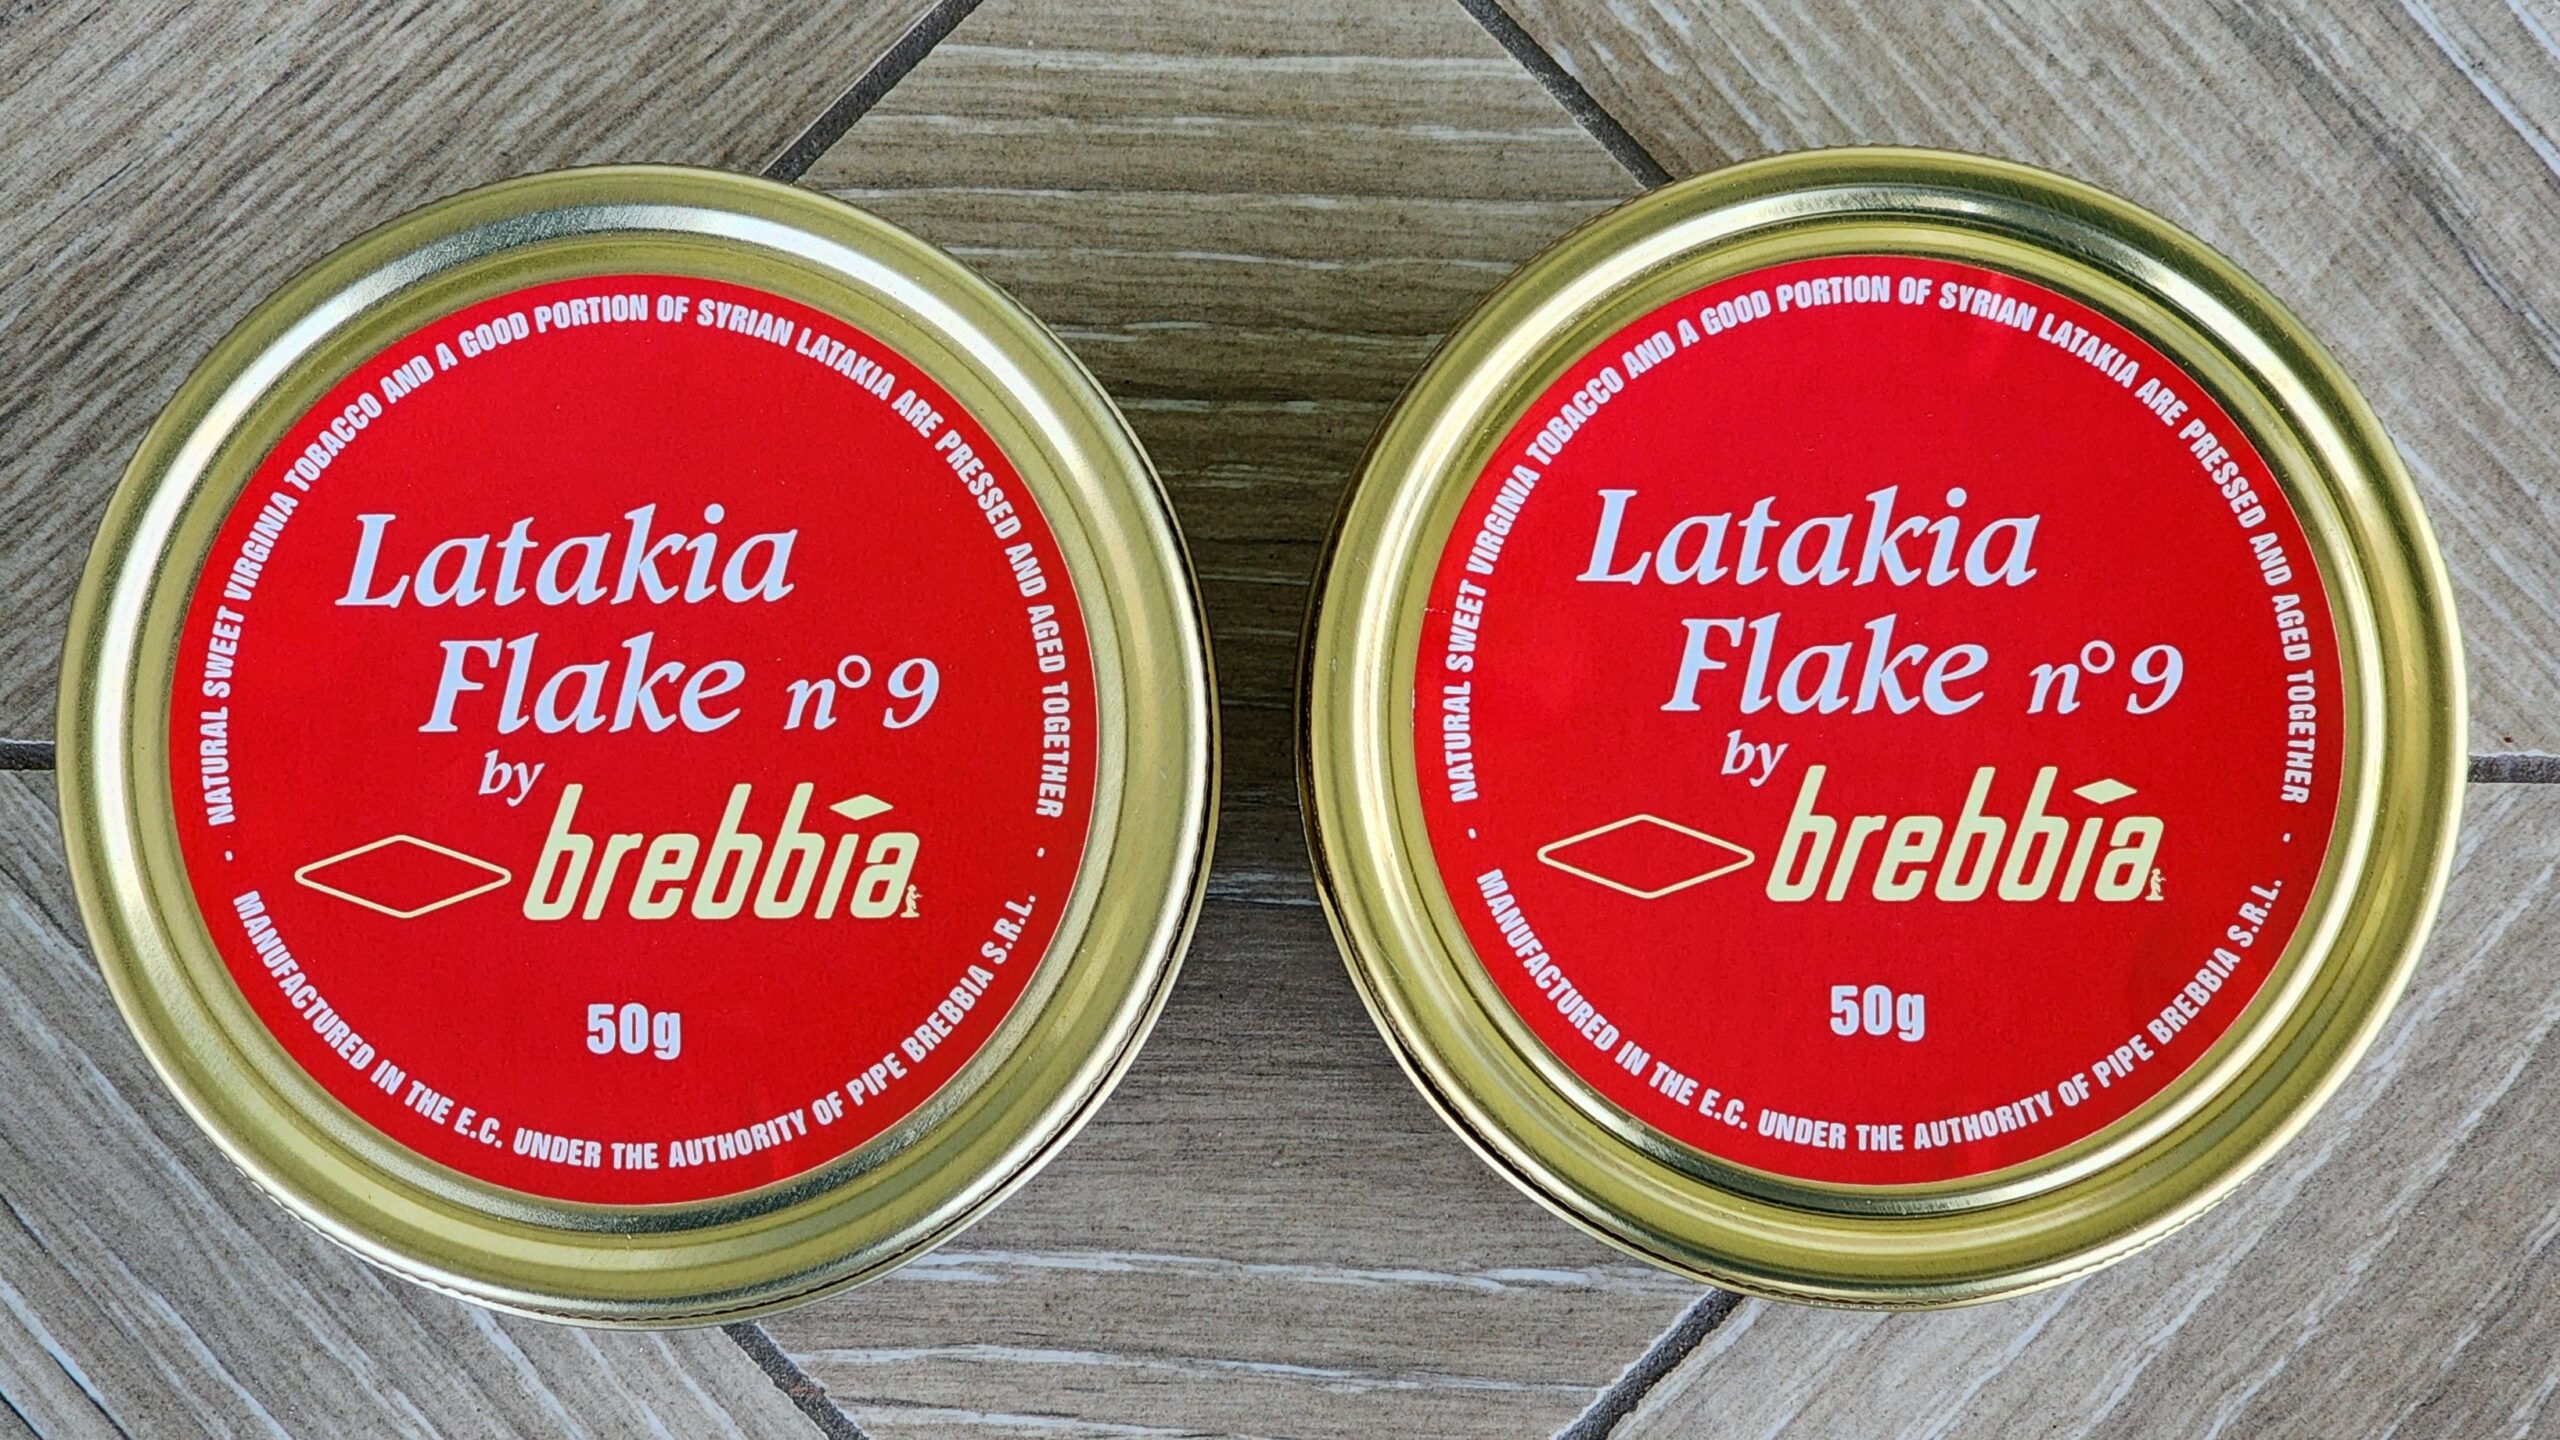 - NATURAL SWEET VIRGINIA TOBACCO AND A GOOD PORTION OF SYRIAN LATAKIA ARE PRESSED AND AGED TOGETHER -
Latakia
Flake n° 9
by
brebbia
50g
MANUFACTURED IN THE E.C. UNDER THE AUTHORITY OF PIPE BREBBIA S.R.L.
- NATURAL SWEET VIRGINIA TOBACCO AND A GOOD PORTION OF SYRIAN LATAKIA ARE PRESSED AND AGED TOGETHER -
Latakia
Flake n° 9
by
brebbia
50g
MANUFACTURED IN THE E.C. UNDER THE AUTHORITY OF PIPE BREBBIA S.R.L.